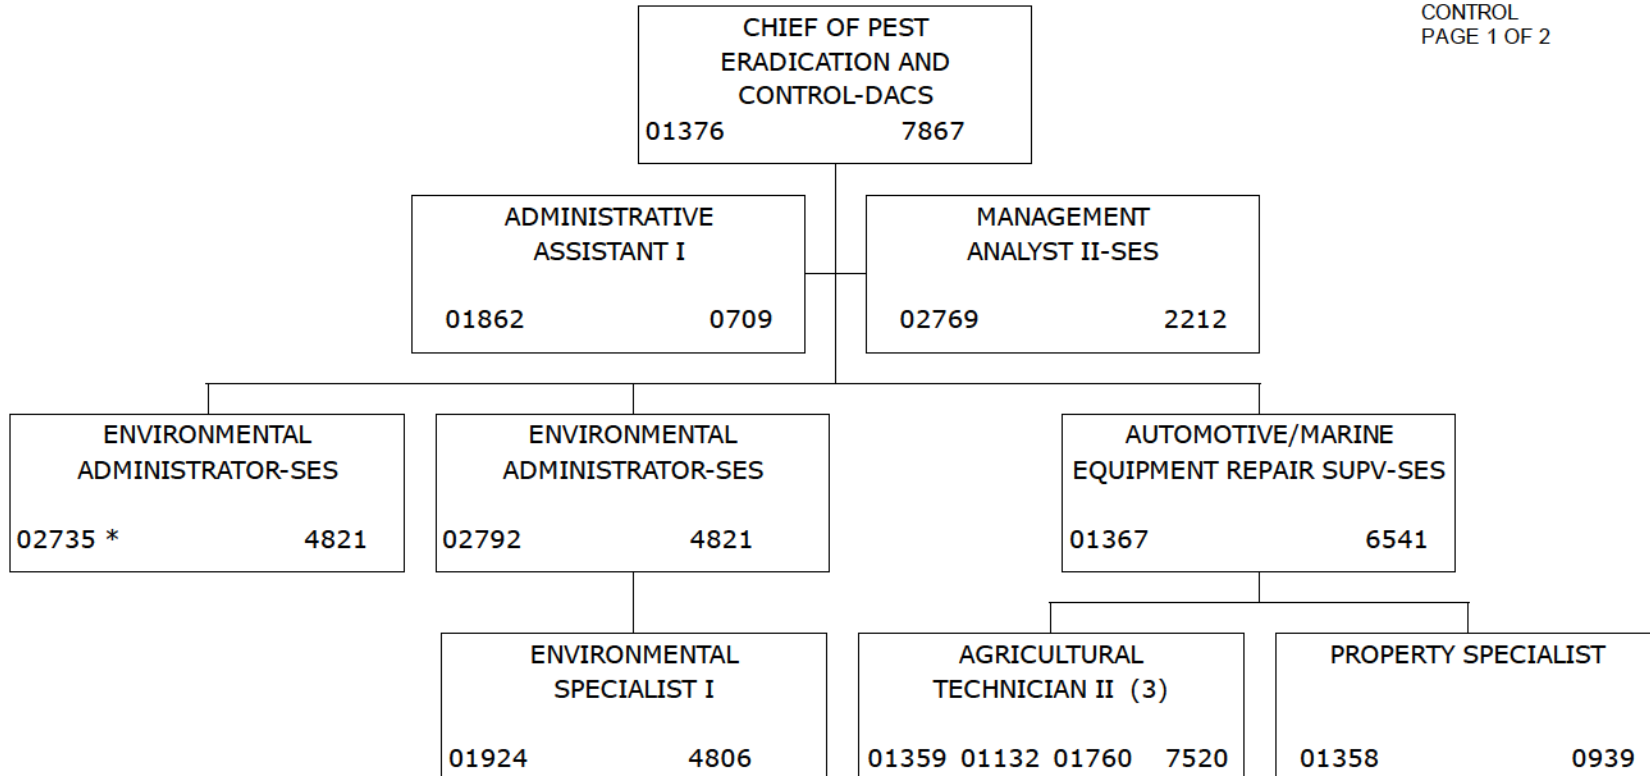 CONTROL
PAGE 1 OF 2
CHIEF OF PEST
ERADICATION AND
CONTROL-DACS
01376 7867
ADMINISTRATIVE
ASSISTANT I
01862 0709
MANAGEMENT
ANALYST II-SES
02769 2212
ENVIRONMENTAL
ADMINISTRATOR-SES
02735 * 4821
ENVIRONMENTAL
ADMINISTRATOR-SES
02792 4821
AUTOMOTIVE/MARINE
EQUIPMENT REPAIR SUPV-SES
01367 6541
ENVIRONMENTAL
SPECIALIST I
01924 4806
AGRICULTURAL
TECHNICIAN II (3)
01359 01132 01760 7520
PROPERTY SPECIALIST
01358 0939